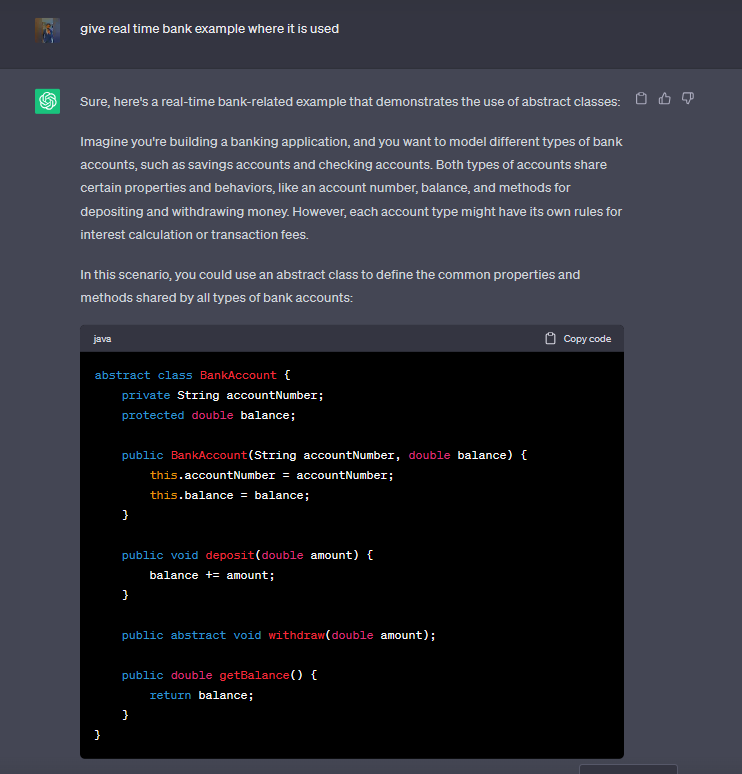 give real time bank example where it is used
Sure, here's a real-time bank-related example that demonstrates the use of abstract classes:
Imagine you're building a banking application, and you want to model different types of bank
accounts, such as savings accounts and checking accounts. Both types of accounts share
certain properties and behaviors, like an account number, balance, and methods for
depositing and withdrawing money. However, each account type might have its own rules for
interest calculation or transaction fees.
In this scenario, you could use an abstract class to define the common properties and
methods shared by all types of bank accounts:
java Copy code
abstract class BankAccount {
    private String accountNumber;
    protected double balance;

    public BankAccount(String accountNumber, double balance) {
        this.accountNumber = accountNumber;
        this.balance = balance;
    }

    public void deposit(double amount) {
        balance += amount;
    }

    public abstract void withdraw(double amount);

    public double getBalance() {
        return balance;
    }
}